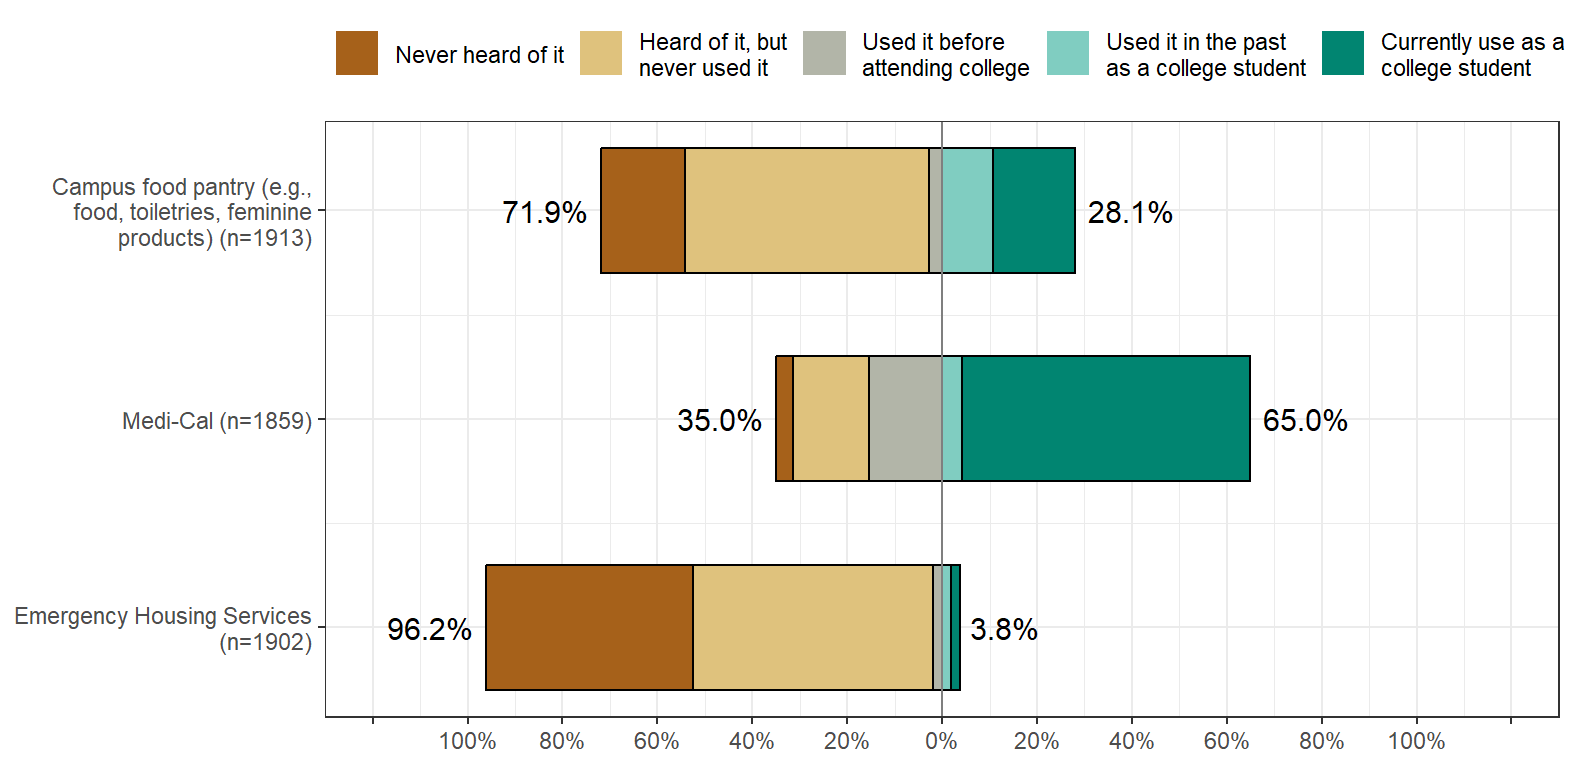 Never heard of it
Heard of it, but
never used it
Used it before
attending college
Used it in the past
as a college student
Currently use as a
college student
Campus food pantry (e.g.,
food, toiletries, feminine
products) (n=1913)
71.9%
28.1%
Medi-Cal (n=1859)
35.0%
65.0%
Emergency Housing Services
(n=1902)
96.2%
3.8%
100% 80% 60% 40% 20% 0% 20% 40% 60% 80% 100%